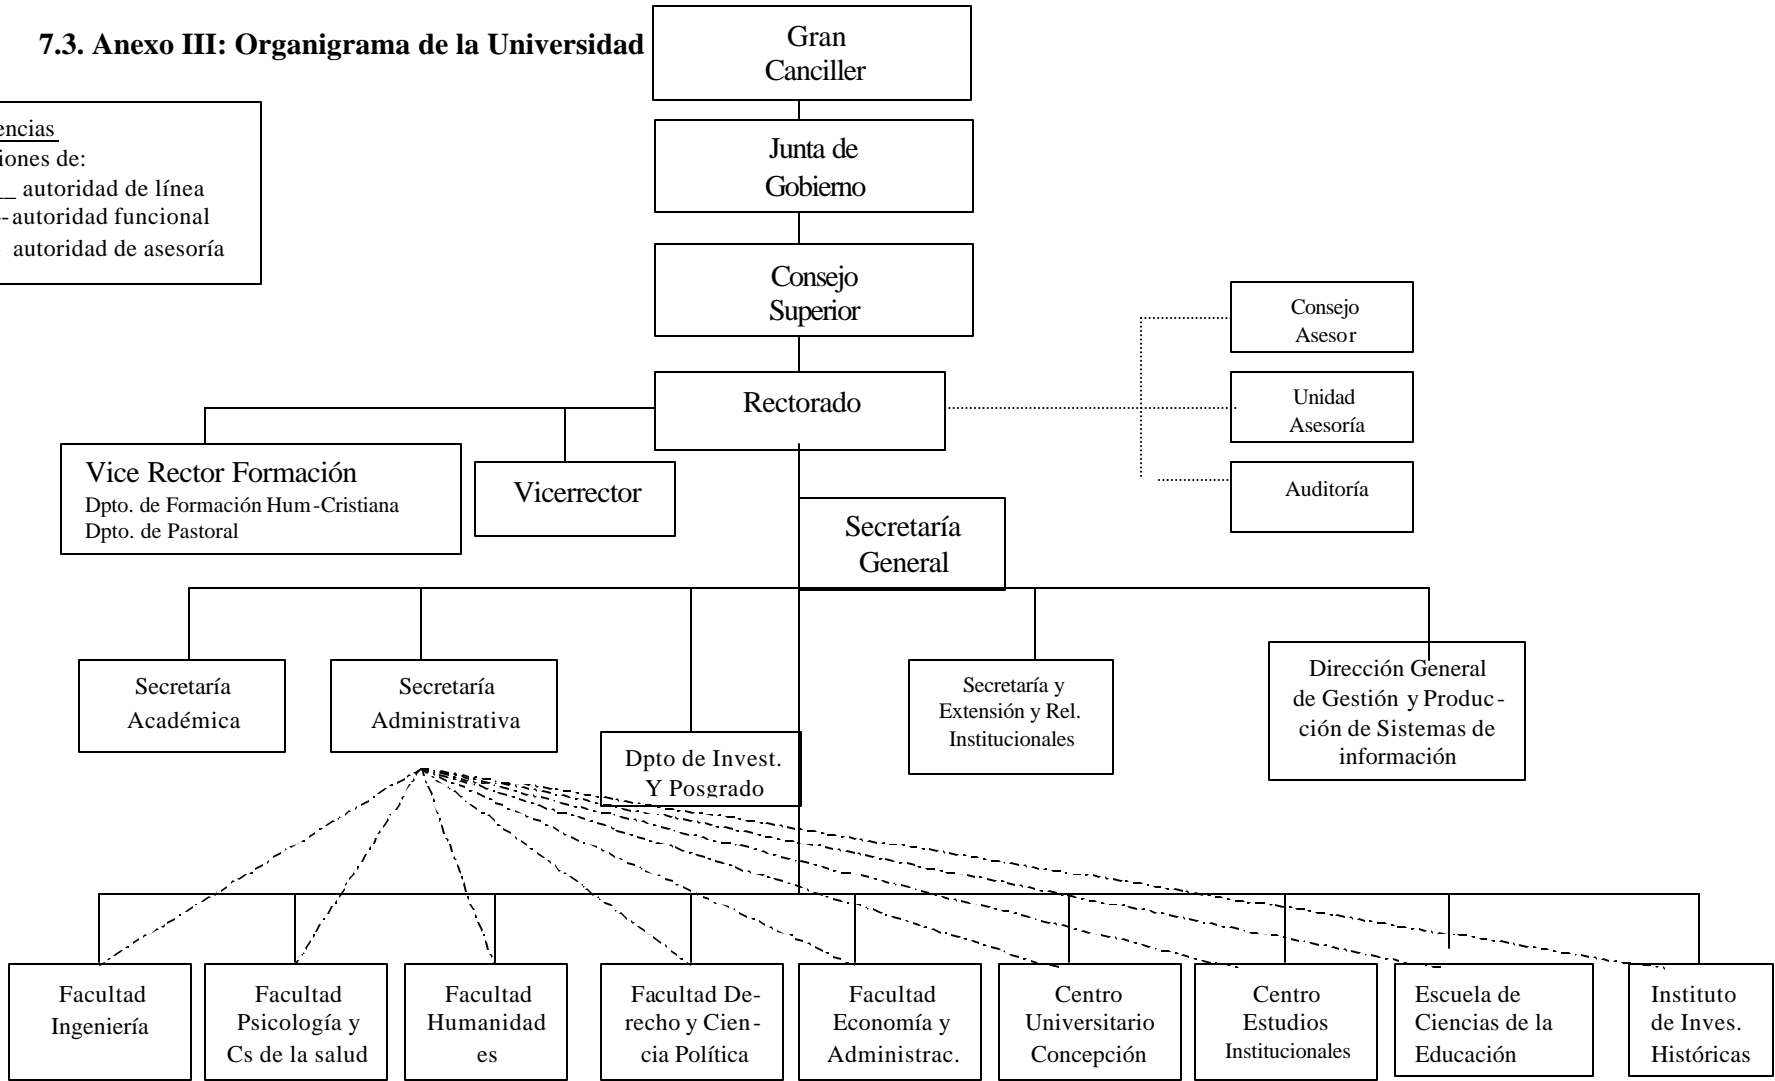 7.3. Anexo III: Organigrama de la Universidad
Gran
Canciller
encias
iones de:
__ autoridad de línea
-autoridad funcional
- autoridad de asesoría
Junta de
Gobierno
Consejo
Superior
Rectorado
Consejo
Asesor
Unidad
Asesoría
Auditoría
Vice Rector Formación
Dpto. de Formación Hum-Cristiana
Dpto. de Pastoral
Vicerrector
Secretaría
General
Secretaría
Académica
Secretaría
Administrativa
Dpto de Invest.
Y Posgrado
Secretaría y
Extensión y Rel.
Institucionales
Dirección General
de Gestión y Produc-
ción de Sistemas de
información
Facultad
Ingeniería
Facultad
Psicología y
Cs de la salud
Facultad
Humanidad
es
Facultad De-
recho y Cien-
cia Política
Facultad
Economía y
Administrac.
Centro
Universitario
Concepción
Centro
Estudios
Institucionales
Escuela de
Ciencias de la
Educación
Instituto
de Inves.
Históricas